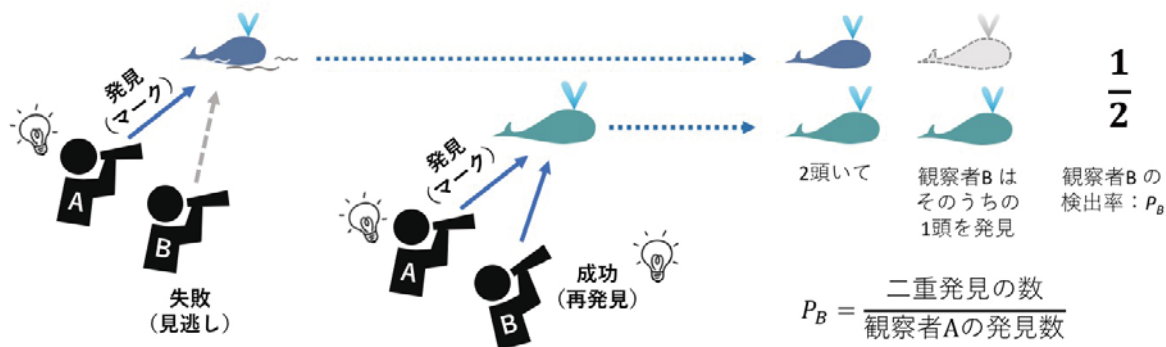 発見
（マーク）
A
B
失敗
（見逃し）
発見
（マーク）
A
B
成功
（再発見）
2頭いて
観察者B は
そのうちの
1頭を発見
1
2
観察者B の
検出率：P_B
P_B = 二重発見の数
観察者Aの発見数